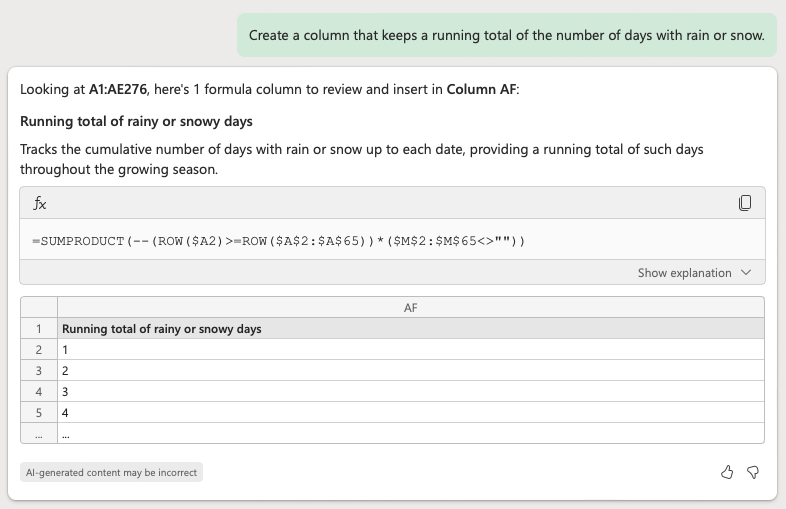 Create a column that keeps a running total of the number of days with rain or snow.
Looking at A1:AE276, here's 1 formula column to review and insert in Column AF:
Running total of rainy or snowy days
Tracks the cumulative number of days with rain or snow up to each date, providing a running total of such days
throughout the growing season.
fx
=SUMPRODUCT(--(ROW($A2)>=ROW($A$2:$A$65))*($M$2:$M$65<>""))
Show explanation
AF
1 Running total of rainy or snowy days
2 1
3 2
4 3
5 4
... ...
AI-generated content may be incorrect